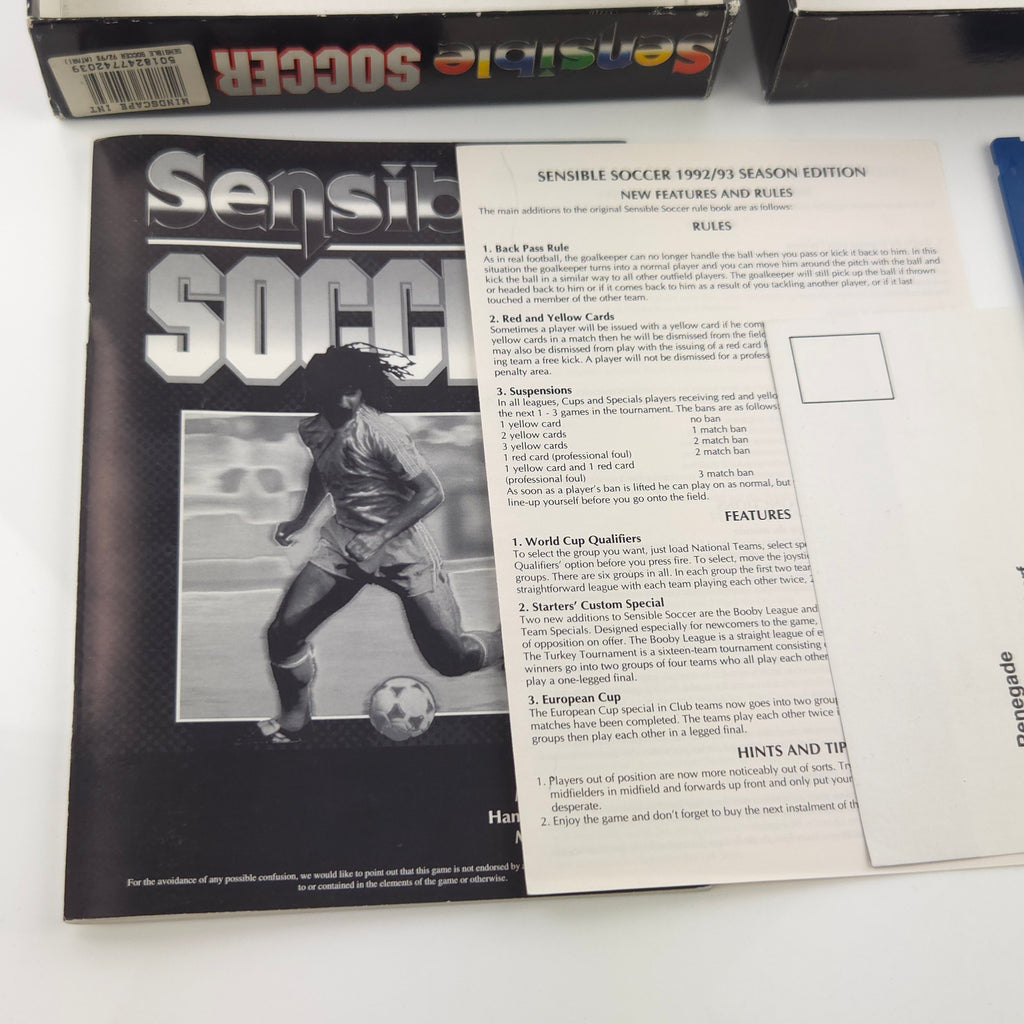 Sensible SOCCER
MINDSCAPE INT
5018247742039
SENSIBLE SOCCER 92/93 (ATARI)
Sensib
SOCC
Han
For the avoidance of any possible confusion, we would like to point out that this game is not endorsed by
to or contained in the elements of the game or otherwise.
SENSIBLE SOCCER 1992/93 SEASON EDITION
NEW FEATURES AND RULES
The main additions to the original Sensible Soccer rule book are as follows:
RULES
1. Back Pass Rule
As in real football, the goalkeeper can no longer handle the ball when you pass or kick it back to him. In this
situation the goalkeeper turns into a normal player and you can move him around the pitch with the ball and
kick the ball in a similar way to all other outfield players. The goalkeeper will still pick up the ball if thrown
or headed back to him or if it comes back to him as a result of you tackling another player, or if it last
touched a member of the other team.
2. Red and Yellow Cards
Sometimes a player will be issued with a yellow card if he com
yellow cards in a match then he will be dismissed from the field
may also be dismissed from play with the issuing of a red card
ing team a free kick. A player will not be dismissed for a profess
penalty area.
3. Suspensions
In all leagues, Cups and Specials players receiving red and yello
the next 1 - 3 games in the tournament. The bans are as follows:
1 yellow card no ban
2 yellow cards 1 match ban
3 yellow cards 2 match ban
1 red card (professional foul) 2 match ban
1 yellow card and 1 red card
(professional foul) 3 match ban
As soon as a player's ban is lifted he can play on as normal, but
line-up yourself before you go onto the field.
FEATURES
1. World Cup Qualifiers
To select the group you want, just load National Teams, select sp
Qualifiers' option before you press fire. To select, move the joysti
groups. There are six groups in all. In each group the first two tear
straightforward league with each team playing each other twice,
2. Starters' Custom Special
Two new additions to Sensible Soccer are the Booby League and
Team Specials. Designed especially for newcomers to the game,
of opposition on offer. The Booby League is a straight league of e
The Turkey Tournament is a sixteen-team tournament consisting
winners go into two groups of four teams who all play each other
play a one-legged final.
3. European Cup
The European Cup special in Club teams now goes into two grou
matches have been completed. The teams play each other twice i
groups then play each other in a legged final.
HINTS AND TIP
1. Players out of position are now more noticeably out of sorts. Tr
midfielders in midfield and forwards up front and only put your
desperate.
2. Enjoy the game and don't forget to buy the next instalment of th
Renegade